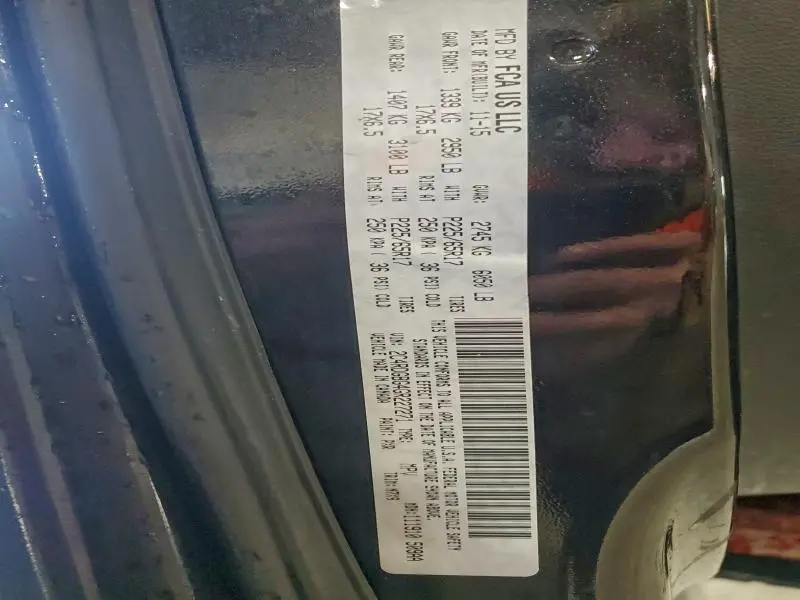 MFD BY FCA US LLC
DATE OF MFR(BUILD): 11-15 GVWR: 2745 KG 6050 LB
GAWR FRONT: 1339 KG 2950 LB WITH P225/65R17 TIRES
17X6.5 RIMS AT 250 KPA ( 36 PSI) COLD
GAWR REAR: 1407 KG 3100 LB WITH P225/65R17 TIRES
17X6.5 RIMS AT 250 KPA ( 36 PSI) COLD
THIS VEHICLE CONFORMS TO ALL APPLICABLE U.S.A. FEDERAL MOTOR VEHICLE SAFETY
STANDARDS IN EFFECT ON THE DATE OF MANUFACTURE SHOWN ABOVE.
VIN: TYPE: MPV
VEHICLE MADE IN CANADA PAINT: TRIM: